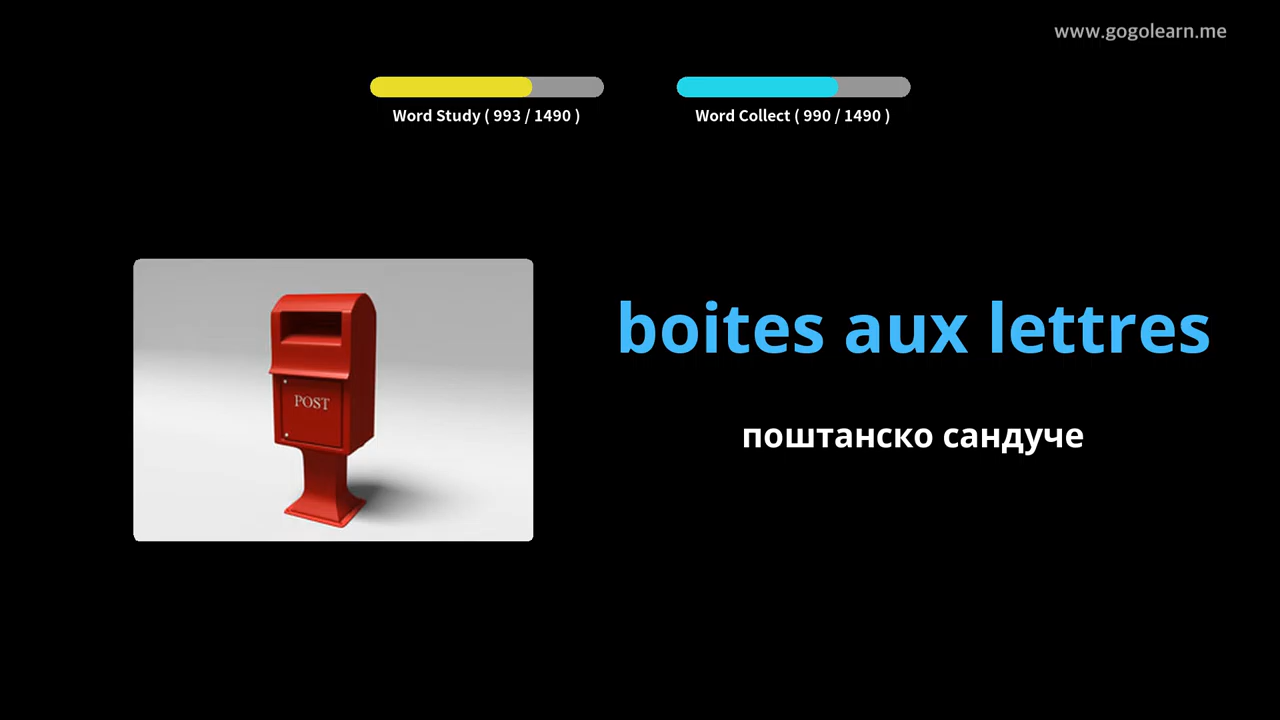 www.gogolearn.me
Word Study ( 993 / 1490 )
Word Collect ( 990 / 1490 )
POST
boites aux lettres
поштанско сандуче